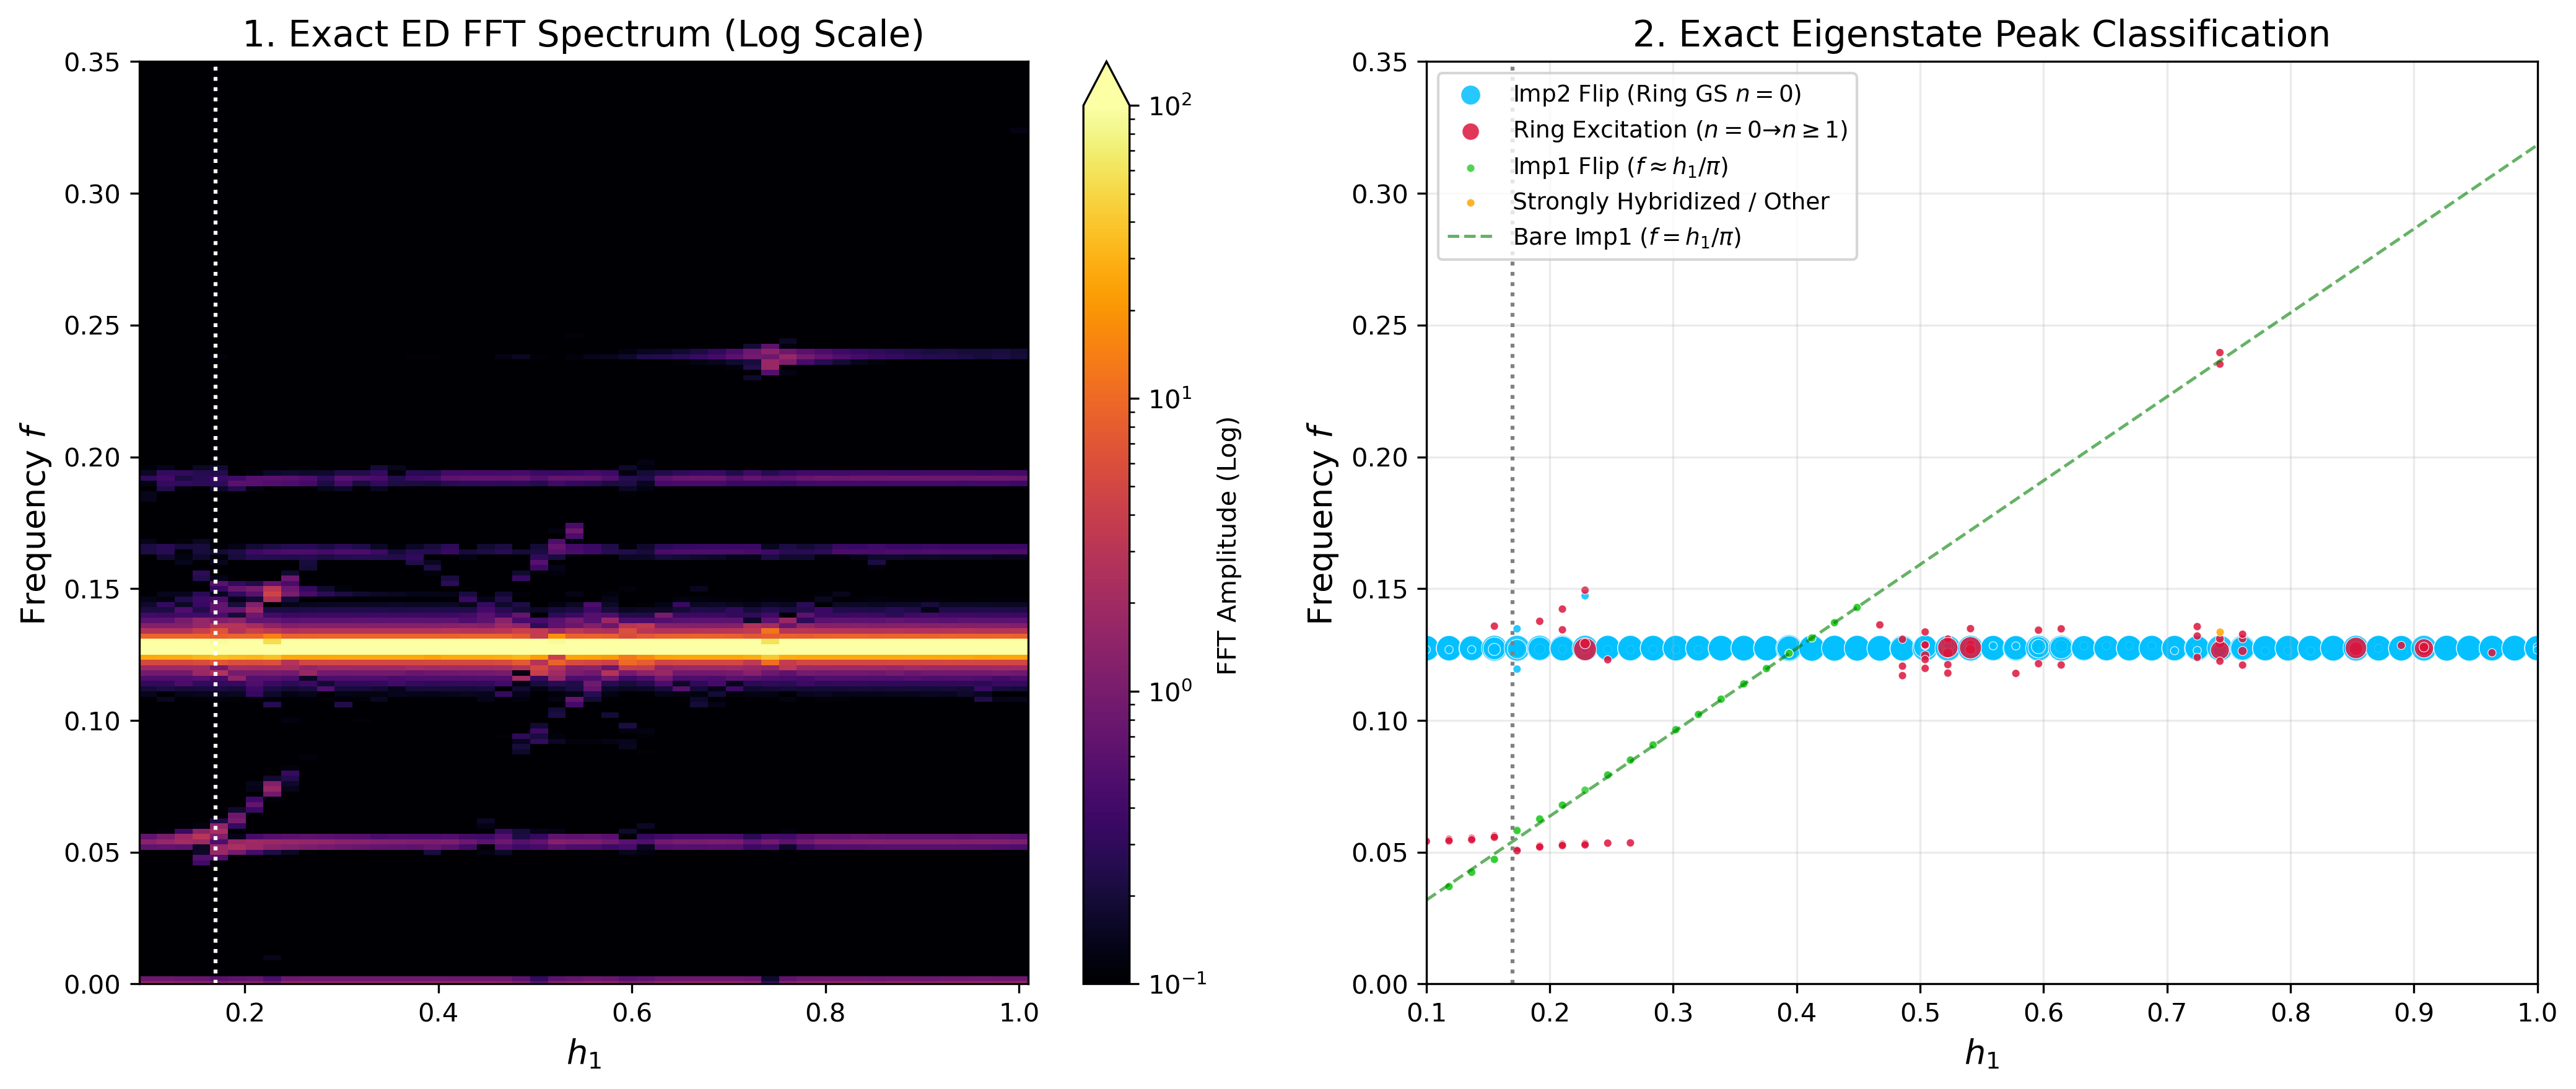 1. Exact ED FFT Spectrum (Log Scale)
Frequency f
0.35
0.30
0.25
0.20
0.15
0.10
0.05
0.00
0.2
0.4
0.6
0.8
1.0
h₁
10²
10¹
10⁰
10⁻¹
FFT Amplitude (Log)
2. Exact Eigenstate Peak Classification
Imp2 Flip (Ring GS n = 0)
Ring Excitation (n = 0→n ≥ 1)
Imp1 Flip (f ≈ h₁/π)
Strongly Hybridized / Other
Bare Imp1 (f = h₁/π)
Frequency f
0.35
0.30
0.25
0.20
0.15
0.10
0.05
0.00
0.1
0.2
0.3
0.4
0.5
0.6
0.7
0.8
0.9
1.0
h₁